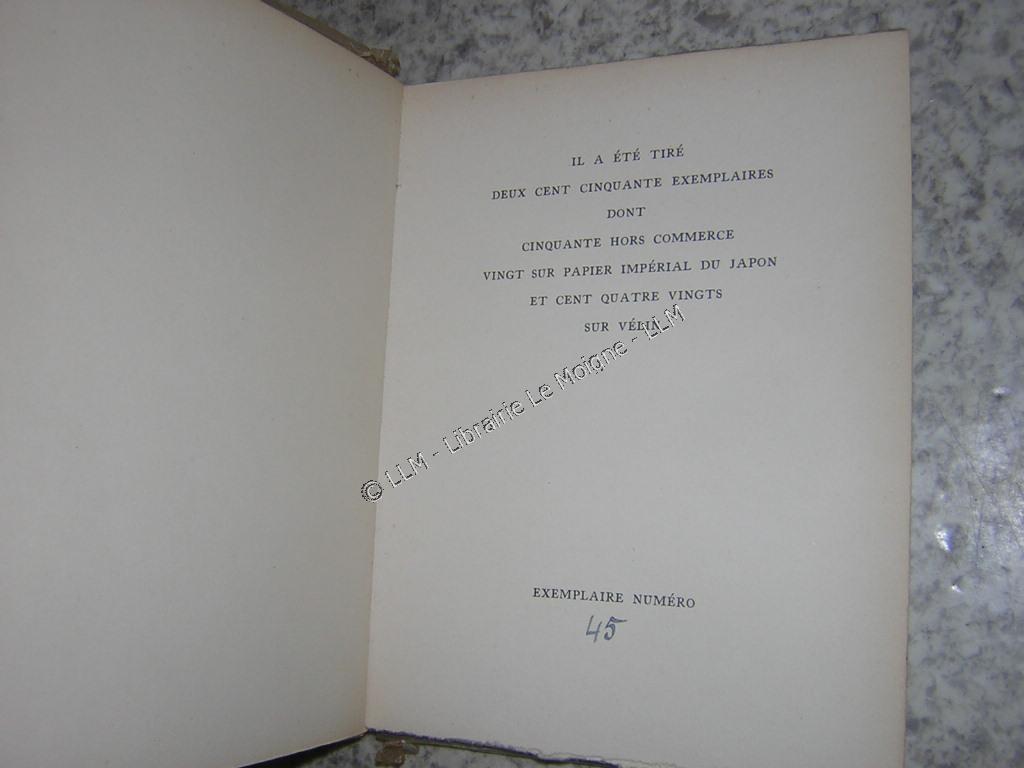 IL A ÉTÉ TIRÉ
DEUX CENT CINQUANTE EXEMPLAIRES
DONT
CINQUANTE HORS COMMERCE
VINGT SUR PAPIER IMPÉRIAL DU JAPON
ET CENT QUATRE VINGTS
SUR VÉLIN
© LLM - Librairie Le Moigne - LLM
EXEMPLAIRE NUMÉRO
45